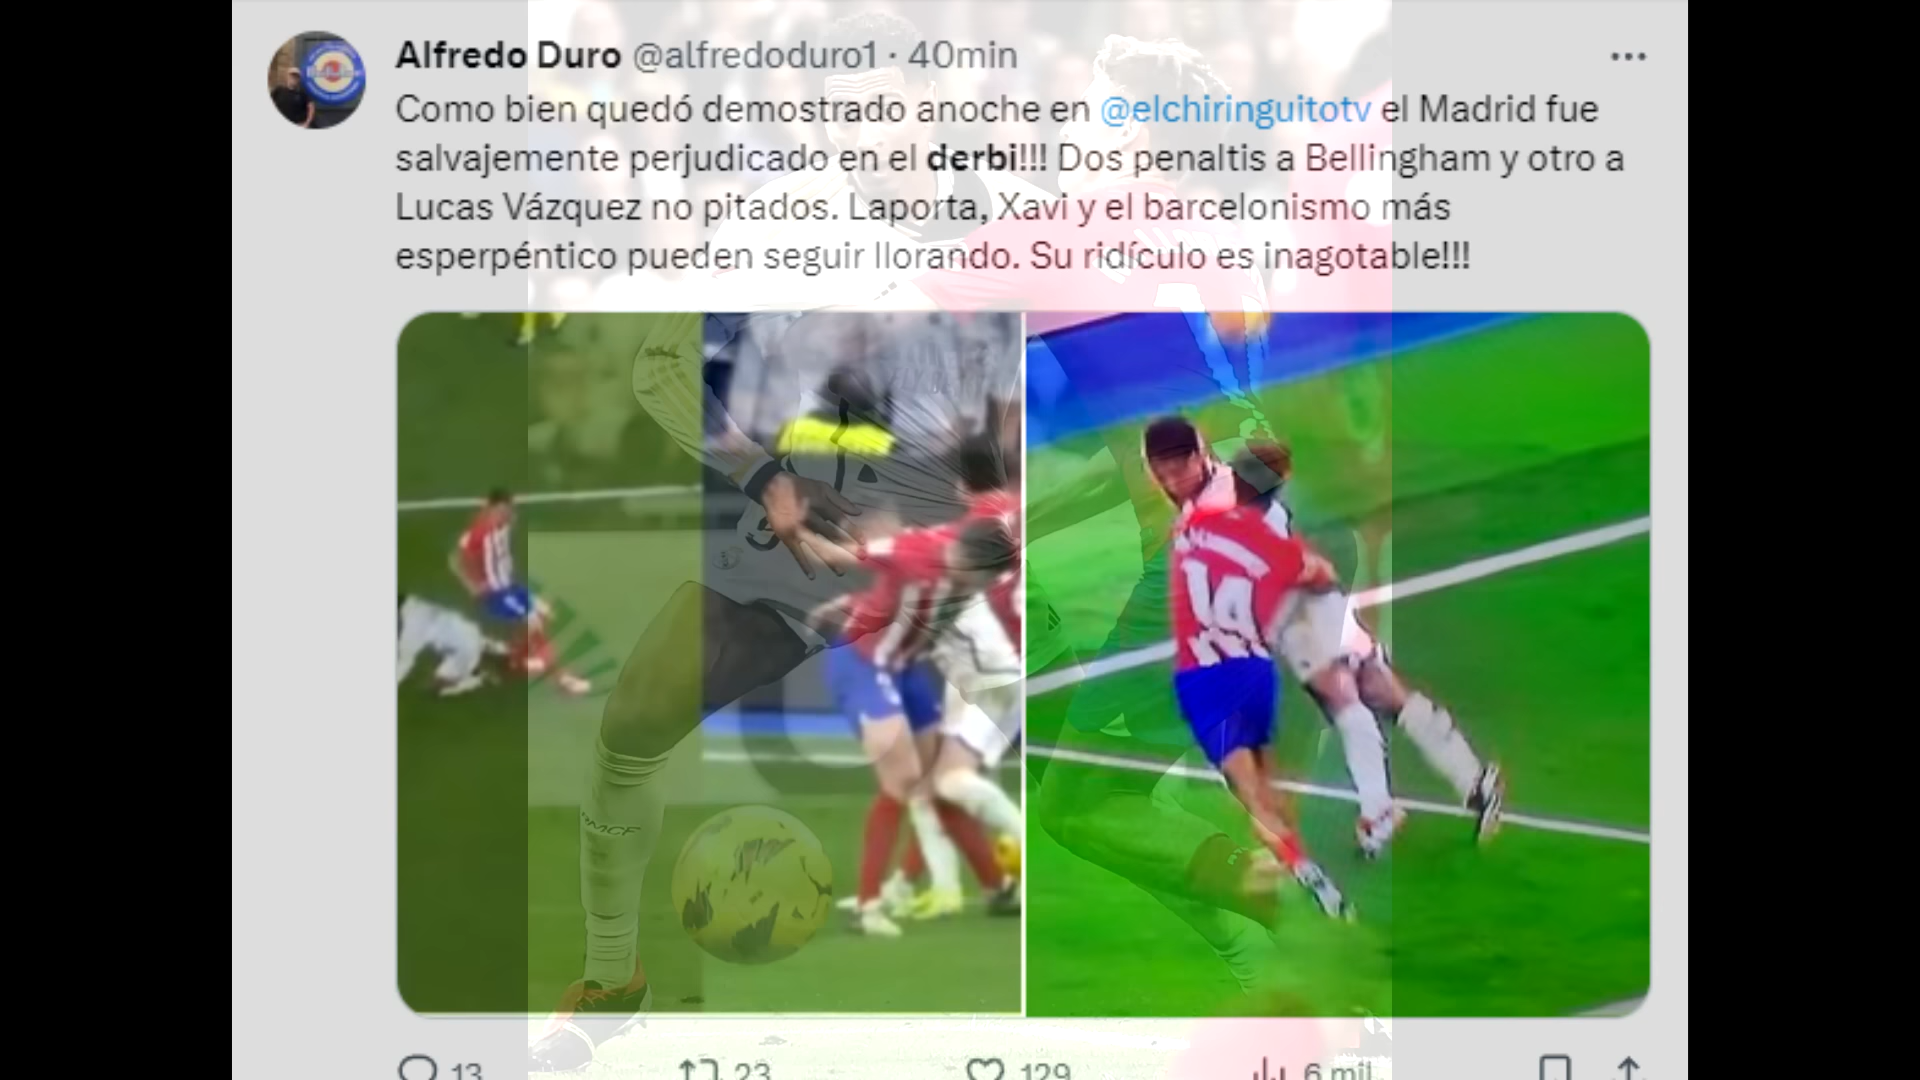 Alfredo Duro @alfredoduro1 · 40min
Como bien quedó demostrado anoche en @elchiringuitotv el Madrid fue
salvajemente perjudicado en el derbi!!! Dos penaltis a Bellingham y otro a
Lucas Vázquez no pitados. Laporta, Xavi y el barcelonismo más
esperpéntico pueden seguir llorando. Su ridículo es inagotable!!!
14
RMCF
13 23 129 6 mil